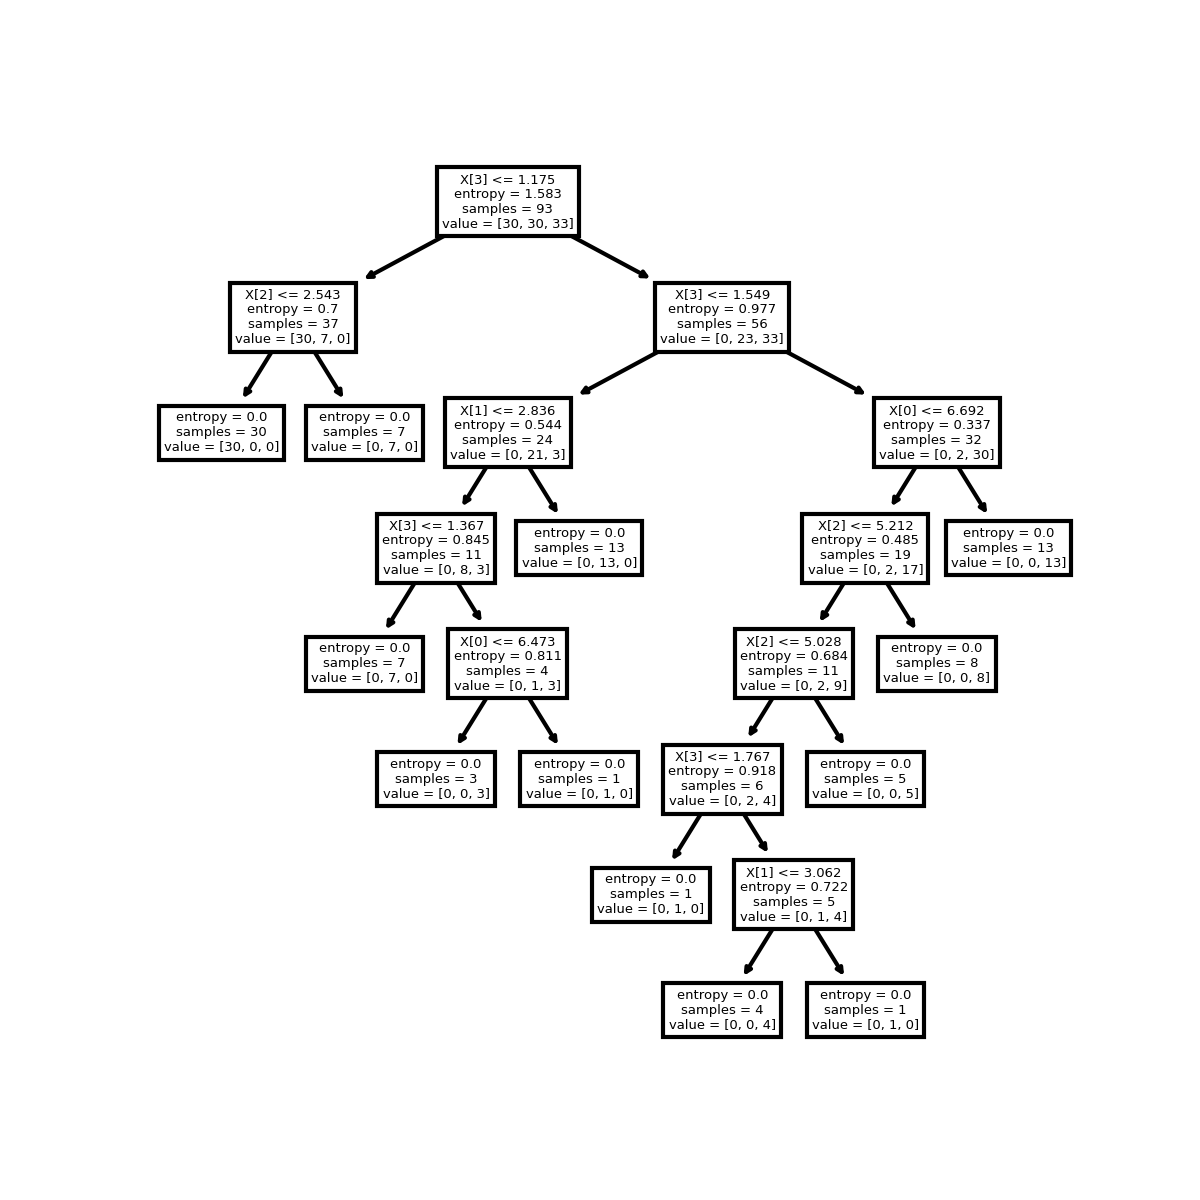 X[3] <= 1.175
entropy = 1.583
samples = 93
value = [30, 30, 33]
X[2] <= 2.543
entropy = 0.7
samples = 37
value = [30, 7, 0]
X[3] <= 1.549
entropy = 0.977
samples = 56
value = [0, 23, 33]
entropy = 0.0
samples = 30
value = [30, 0, 0]
entropy = 0.0
samples = 7
value = [0, 7, 0]
X[1] <= 2.836
entropy = 0.544
samples = 24
value = [0, 21, 3]
X[0] <= 6.692
entropy = 0.337
samples = 32
value = [0, 2, 30]
X[3] <= 1.367
entropy = 0.845
samples = 11
value = [0, 8, 3]
entropy = 0.0
samples = 13
value = [0, 13, 0]
X[2] <= 5.212
entropy = 0.485
samples = 19
value = [0, 2, 17]
entropy = 0.0
samples = 13
value = [0, 0, 13]
entropy = 0.0
samples = 7
value = [0, 7, 0]
X[0] <= 6.473
entropy = 0.811
samples = 4
value = [0, 1, 3]
X[2] <= 5.028
entropy = 0.684
samples = 11
value = [0, 2, 9]
entropy = 0.0
samples = 8
value = [0, 0, 8]
entropy = 0.0
samples = 3
value = [0, 0, 3]
entropy = 0.0
samples = 1
value = [0, 1, 0]
X[3] <= 1.767
entropy = 0.918
samples = 6
value = [0, 2, 4]
entropy = 0.0
samples = 5
value = [0, 0, 5]
entropy = 0.0
samples = 1
value = [0, 1, 0]
X[1] <= 3.062
entropy = 0.722
samples = 5
value = [0, 1, 4]
entropy = 0.0
samples = 4
value = [0, 0, 4]
entropy = 0.0
samples = 1
value = [0, 1, 0]